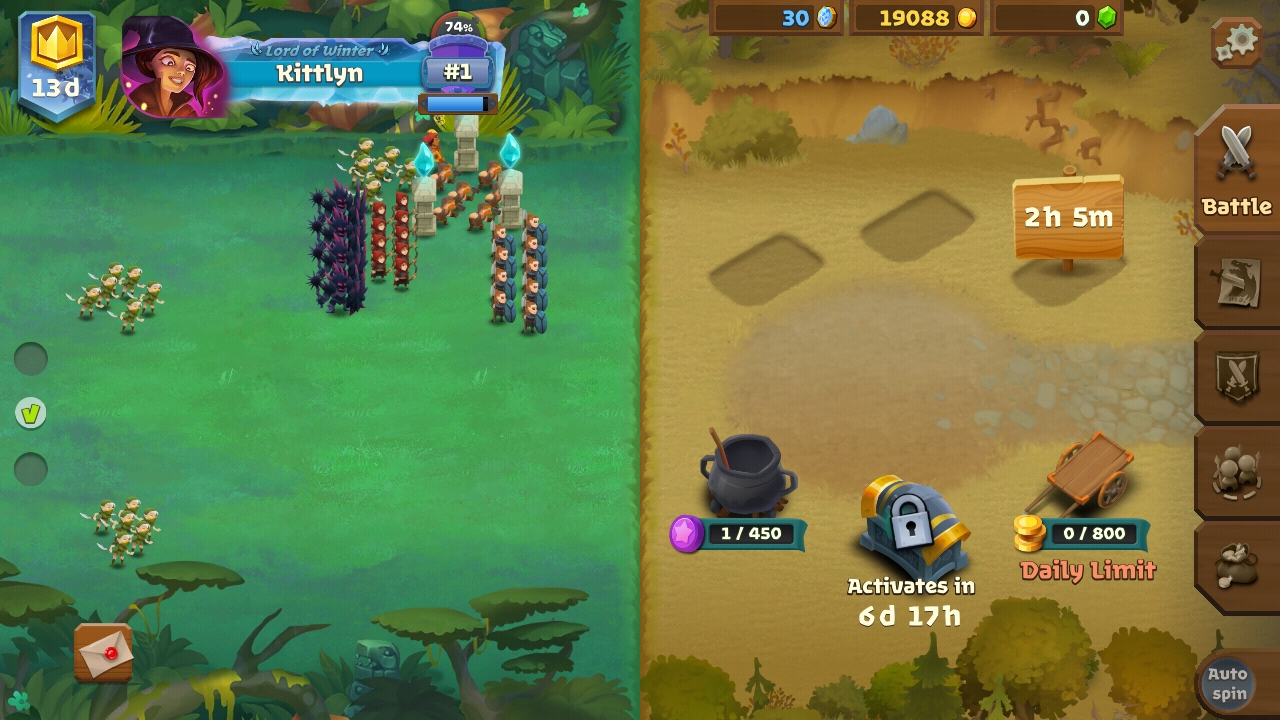 13 d
Lord of Winter
Kittlyn
74%
#1
30
19088
0
Battle
2h 5m
1 / 450
Activates in
6d 17h
0 / 800
Daily Limit
Auto
spin